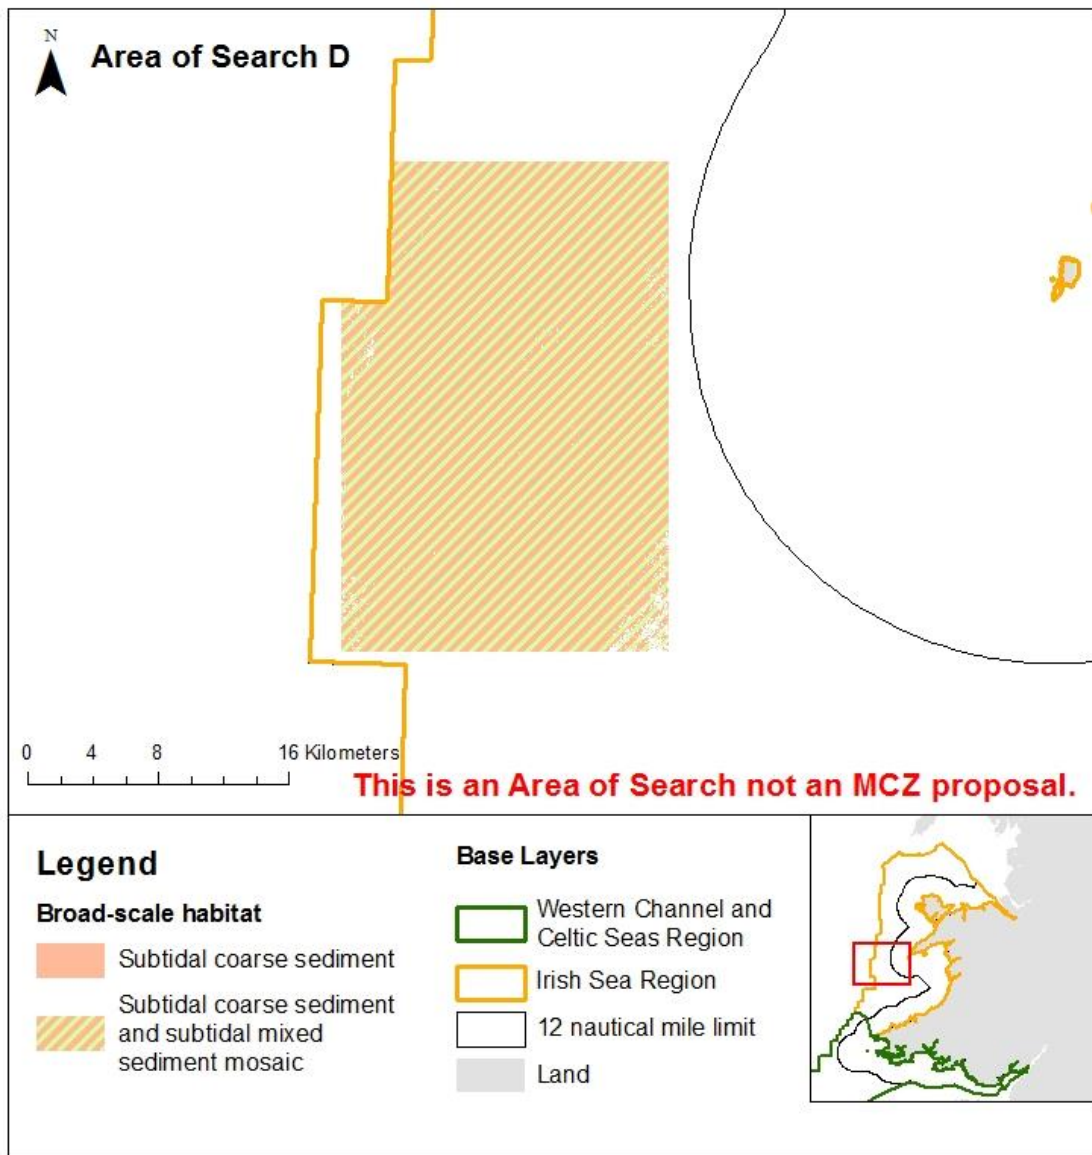 N
Area of Search D
0 4 8 16 Kilometers
This is an Area of Search not an MCZ proposal.
Legend
Broad-scale habitat
Subtidal coarse sediment
Subtidal coarse sediment
and subtidal mixed
sediment mosaic
Base Layers
Western Channel and
Celtic Seas Region
Irish Sea Region
12 nautical mile limit
Land